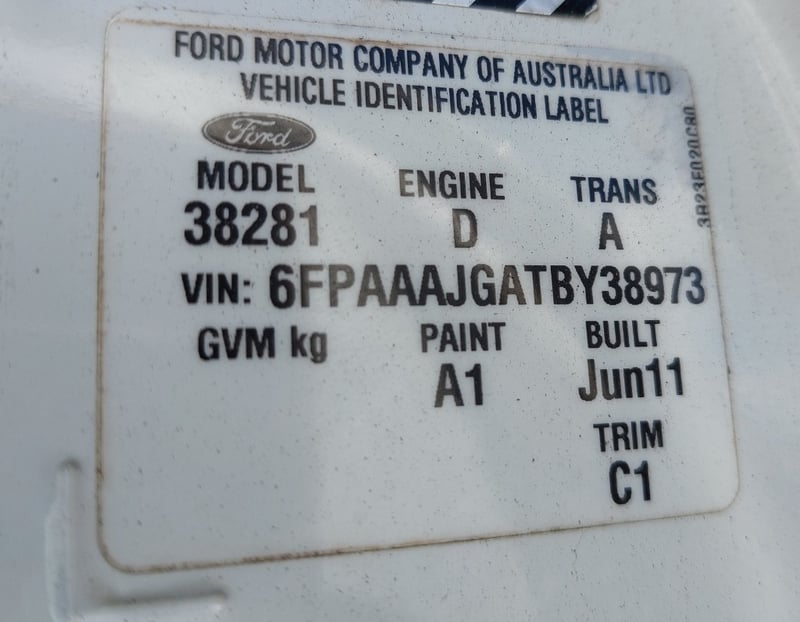 FORD MOTOR COMPANY OF AUSTRALIA LTD
VEHICLE IDENTIFICATION LABEL
Ford
MODEL ENGINE TRANS
38281 D A
VIN: 6FPAAAJGATBY38973
GVM kg PAINT BUILT
A1 Jun11
TRIM
C1